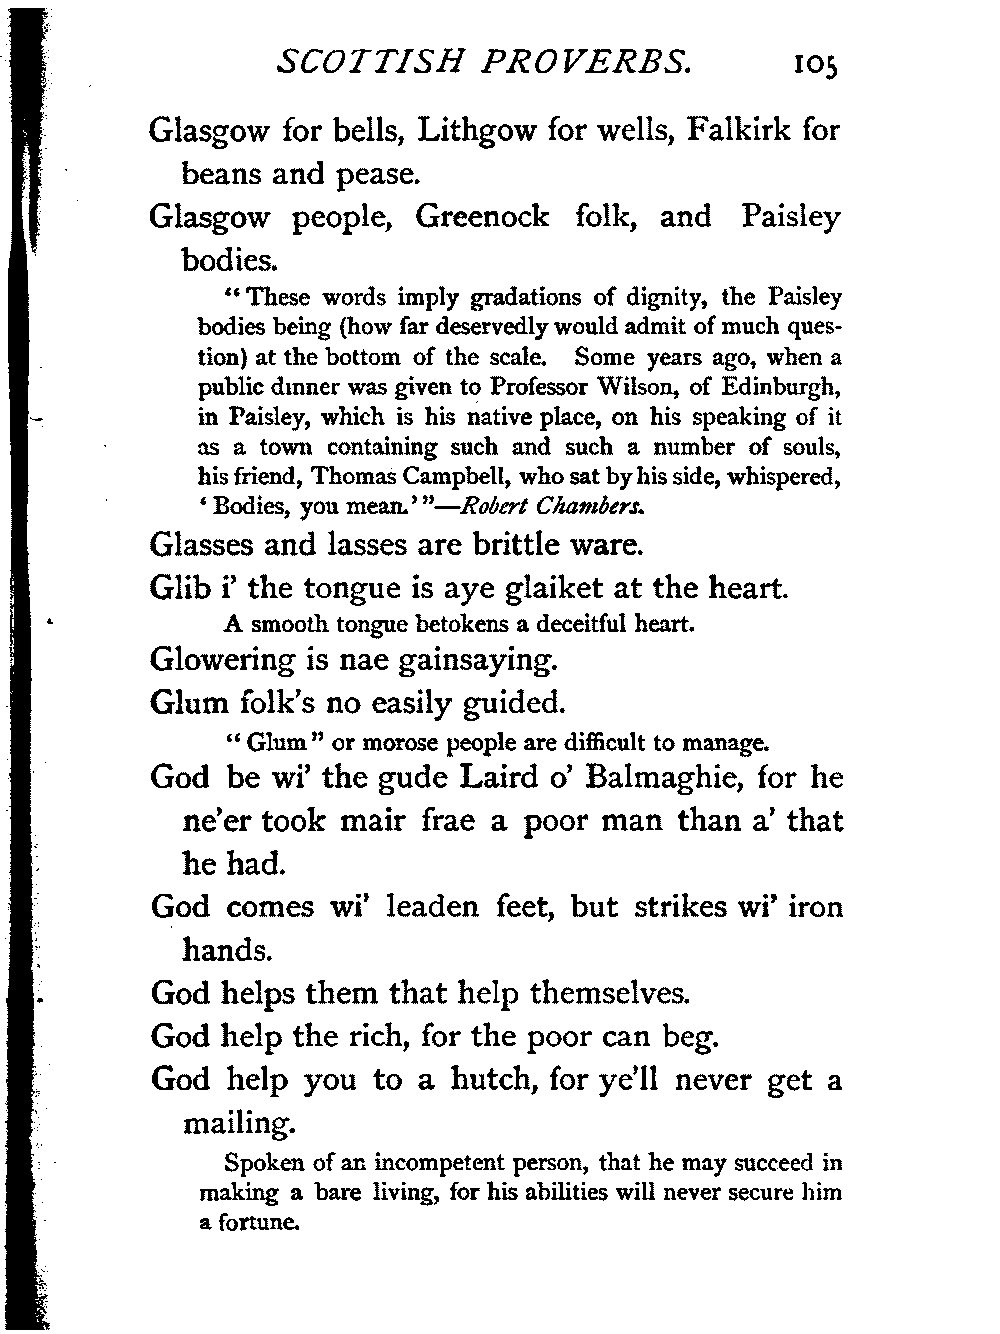 SCOTTISH PROVERBS. 105
Glasgow for bells, Lithgow for wells, Falkirk for
beans and pease.
Glasgow people, Greenock folk, and Paisley
bodies.
“These words imply gradations of dignity, the Paisley
bodies being (how far deservedly would admit of much ques-
tion) at the bottom of the scale. Some years ago, when a
public dinner was given to Professor Wilson, of Edinburgh,
in Paisley, which is his native place, on his speaking of it
as a town containing such and such a number of souls,
his friend, Thomas Campbell, who sat by his side, whispered,
‘Bodies, you mean.’”—Robert Chambers.
Glasses and lasses are brittle ware.
Glib i’ the tongue is aye glaiket at the heart.
A smooth tongue betokens a deceitful heart.
Glowering is nae gainsaying.
Glum folk’s no easily guided.
“Glum” or morose people are difficult to manage.
God be wi’ the gude Laird o’ Balmaghie, for he
ne’er took mair frae a poor man than a’ that
he had.
God comes wi’ leaden feet, but strikes wi’ iron
hands.
God helps them that help themselves.
God help the rich, for the poor can beg.
God help you to a hutch, for ye’ll never get a
mailing.
Spoken of an incompetent person, that he may succeed in
making a bare living, for his abilities will never secure him
a fortune.